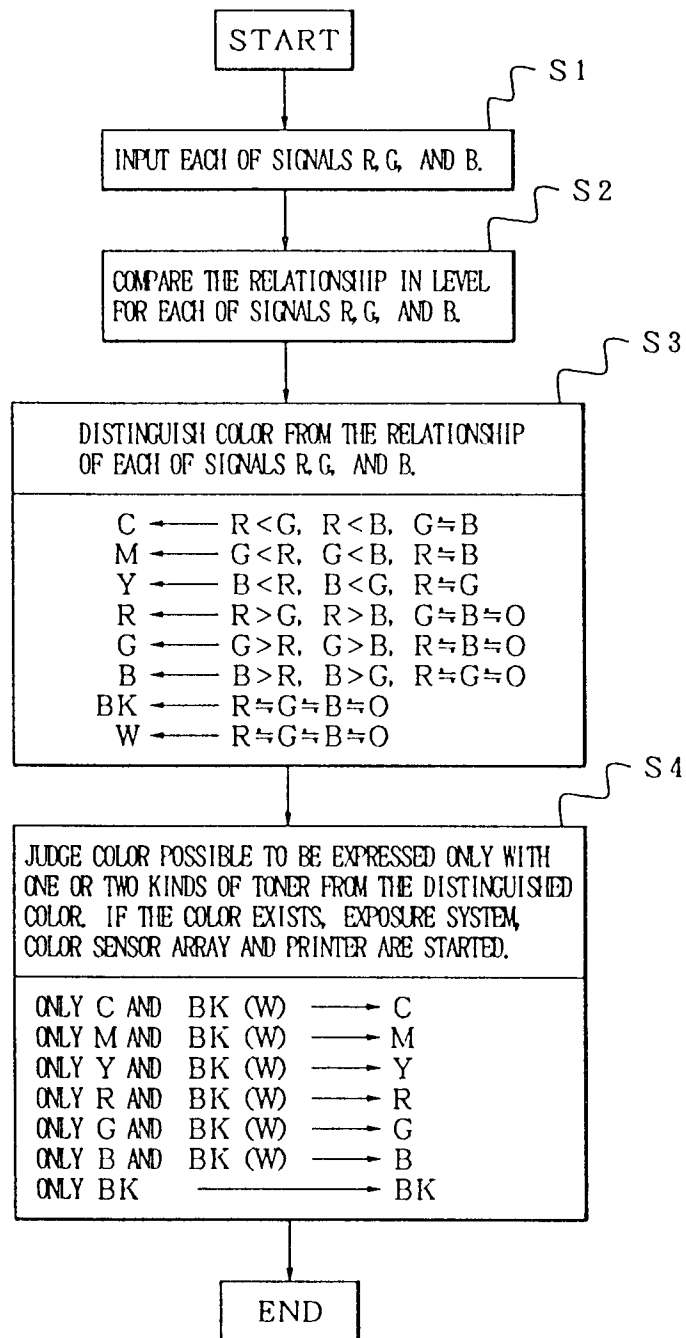 START
S1
INPUT EACH OF SIGNALS R, G, AND B.
S2
COMPARE THE RELATIONSHIP IN LEVEL
FOR EACH OF SIGNALS R, G, AND B.
S3
DISTINGUISH COLOR FROM THE RELATIONSHIP
OF EACH OF SIGNALS R, G, AND B.
C ← R<G, R<B, G≒B
M ← G<R, G<B, R≒B
Y ← B<R, B<G, R≒G
R ← R>G, R>B, G≒B≒O
G ← G>R, G>B, R≒B≒O
B ← B>R, B>G, R≒G≒O
BK ← R≒G≒B≒O
W ← R≒G≒B≒O
S4
JUDGE COLOR POSSIBLE TO BE EXPRESSED ONLY WITH
ONE OR TWO KINDS OF TONER FROM THE DISTINGUISHED
COLOR. IF THE COLOR EXISTS, EXPOSURE SYSTEM,
COLOR SENSOR ARRAY AND PRINTER ARE STARTED.
ONLY C AND BK (W) → C
ONLY M AND BK (W) → M
ONLY Y AND BK (W) → Y
ONLY R AND BK (W) → R
ONLY G AND BK (W) → G
ONLY B AND BK (W) → B
ONLY BK → BK
END